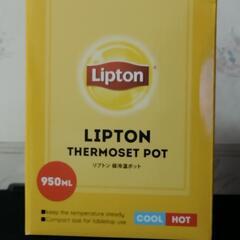 Lipton
LIPTON
THERMOSET POT
リプトン 保冷温ポット
950ML
●keep the temperature steady
●Compact size for tabletop use
COOL HOT